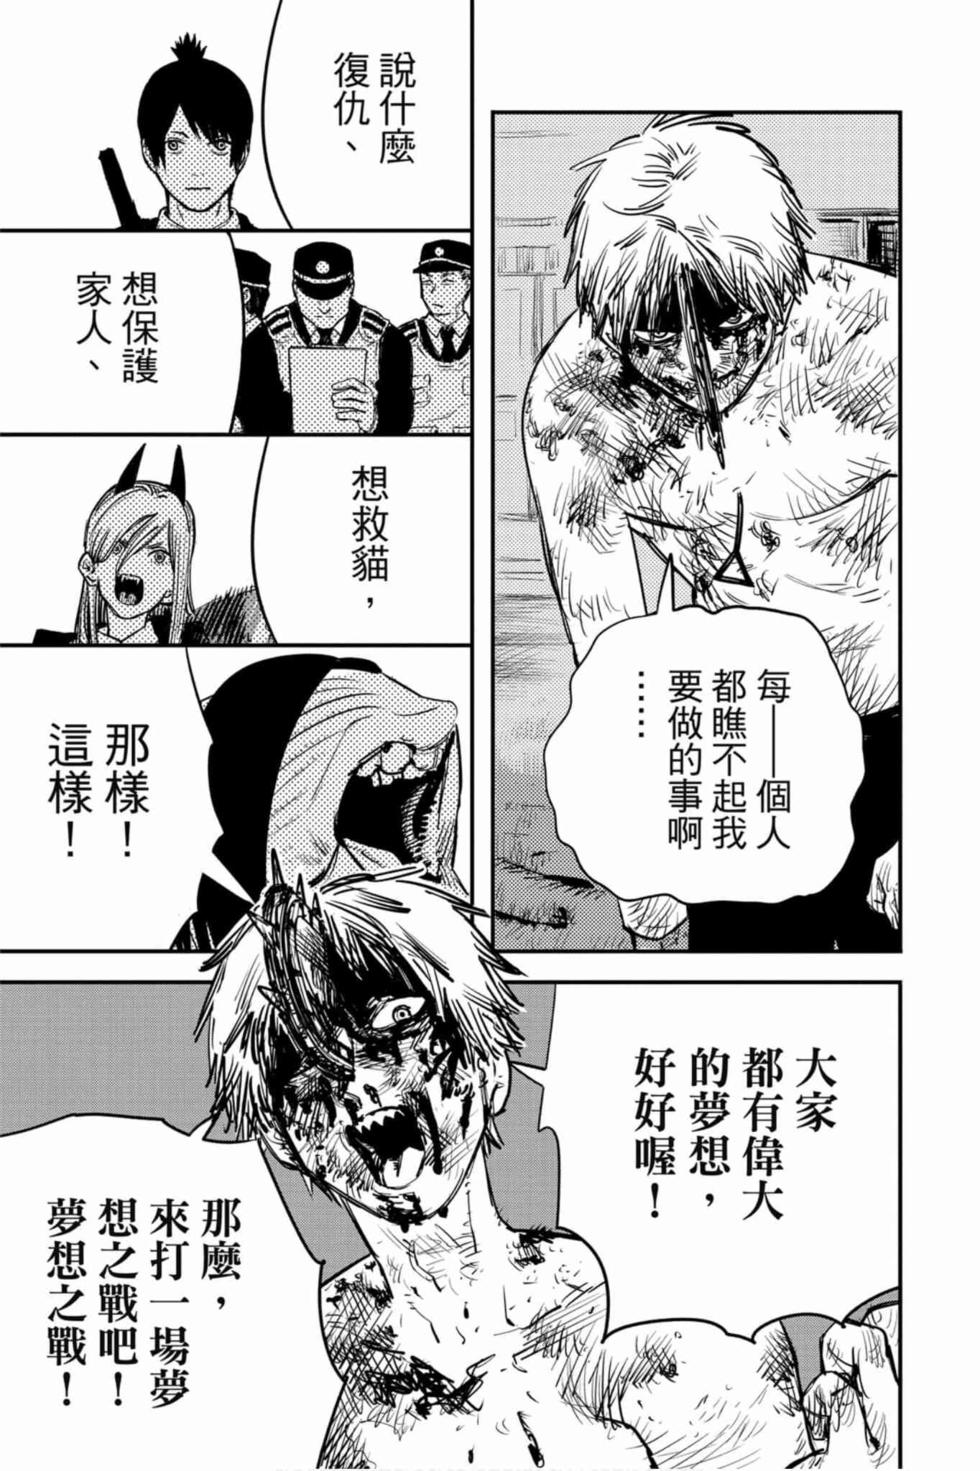 每一個人
都瞧不起我
要做的事啊
……
說什麼
復仇、
想保護
家人、
想救貓，
那樣！
這樣！
大家
都有偉大
的夢想，
好好喔！
那麼，
來打一場夢
想之戰吧！
夢想之戰！